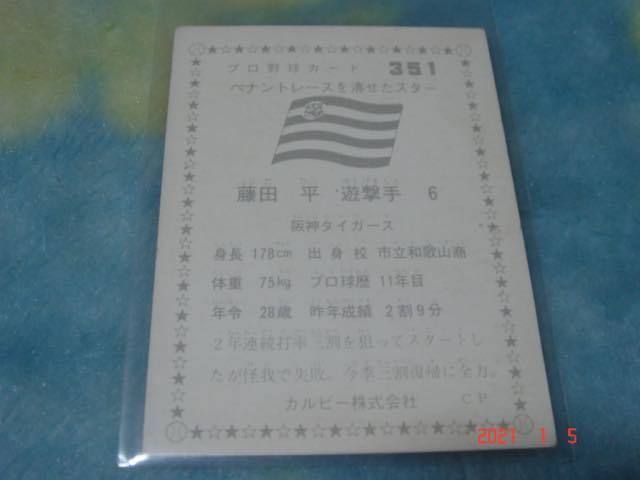 プロ野球カード 351
ペナントレースを沸せたスター
藤田 平 遊撃手 6
阪神タイガース
身長 178cm 出身校 市立和歌山商
体重 75kg プロ球歴 11年目
年令 28歳 昨年成績 2割9分
2年連続打率三割を狙ってスタートし
たが怪我で失敗。今季三割復帰に全力。
カルビー株式会社 CP
2021 1 5